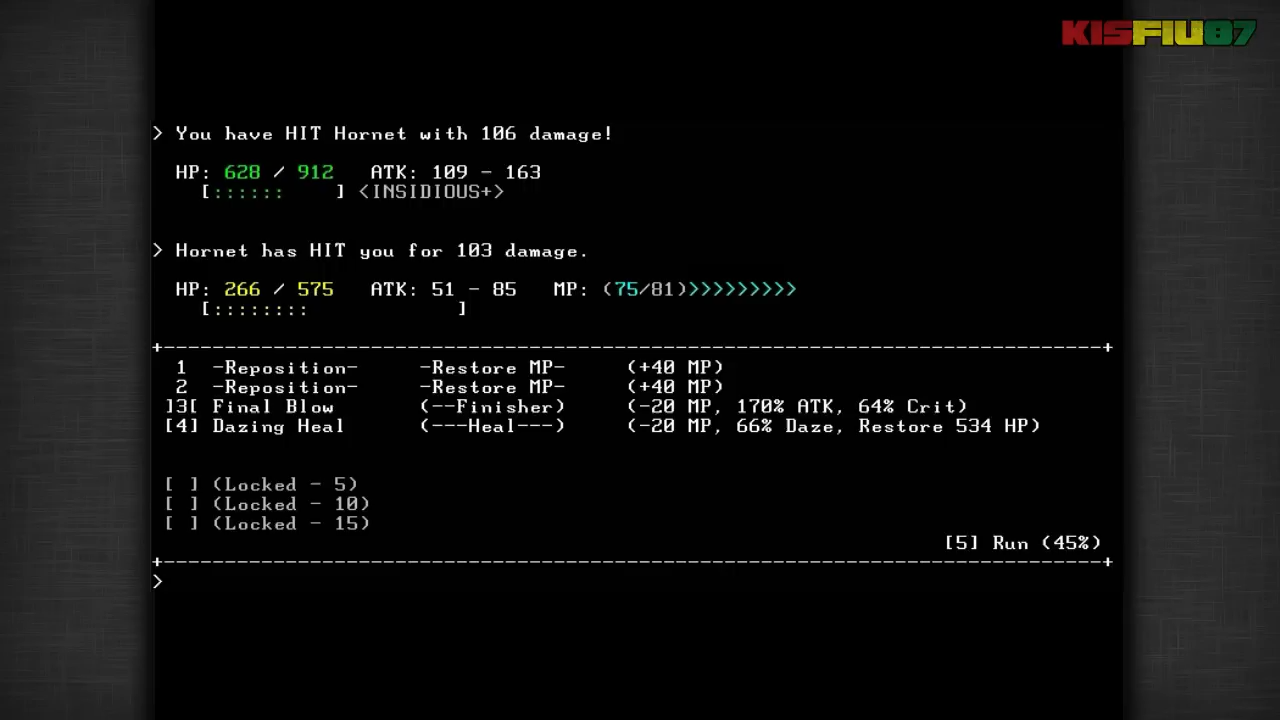 KISFIU87
> You have HIT Hornet with 106 damage!
HP: 628 / 912 ATK: 109 - 163
[:::::: ] <INSIDIOUS+>
> Hornet has HIT you for 103 damage.
HP: 266 / 575 ATK: 51 - 85 MP: (75/81)>>>>>>>>>
[:::::::: ]
+------------------------------------------------------------------------------+
1 -Reposition- -Restore MP- (+40 MP)
2 -Reposition- -Restore MP- (+40 MP)
]3[ Final Blow (--Finisher) (-20 MP, 170% ATK, 64% Crit)
[4] Dazing Heal (---Heal---) (-20 MP, 66% Daze, Restore 534 HP)
[ ] (Locked - 5)
[ ] (Locked - 10)
[ ] (Locked - 15)
[5] Run (45%)
+------------------------------------------------------------------------------+
>